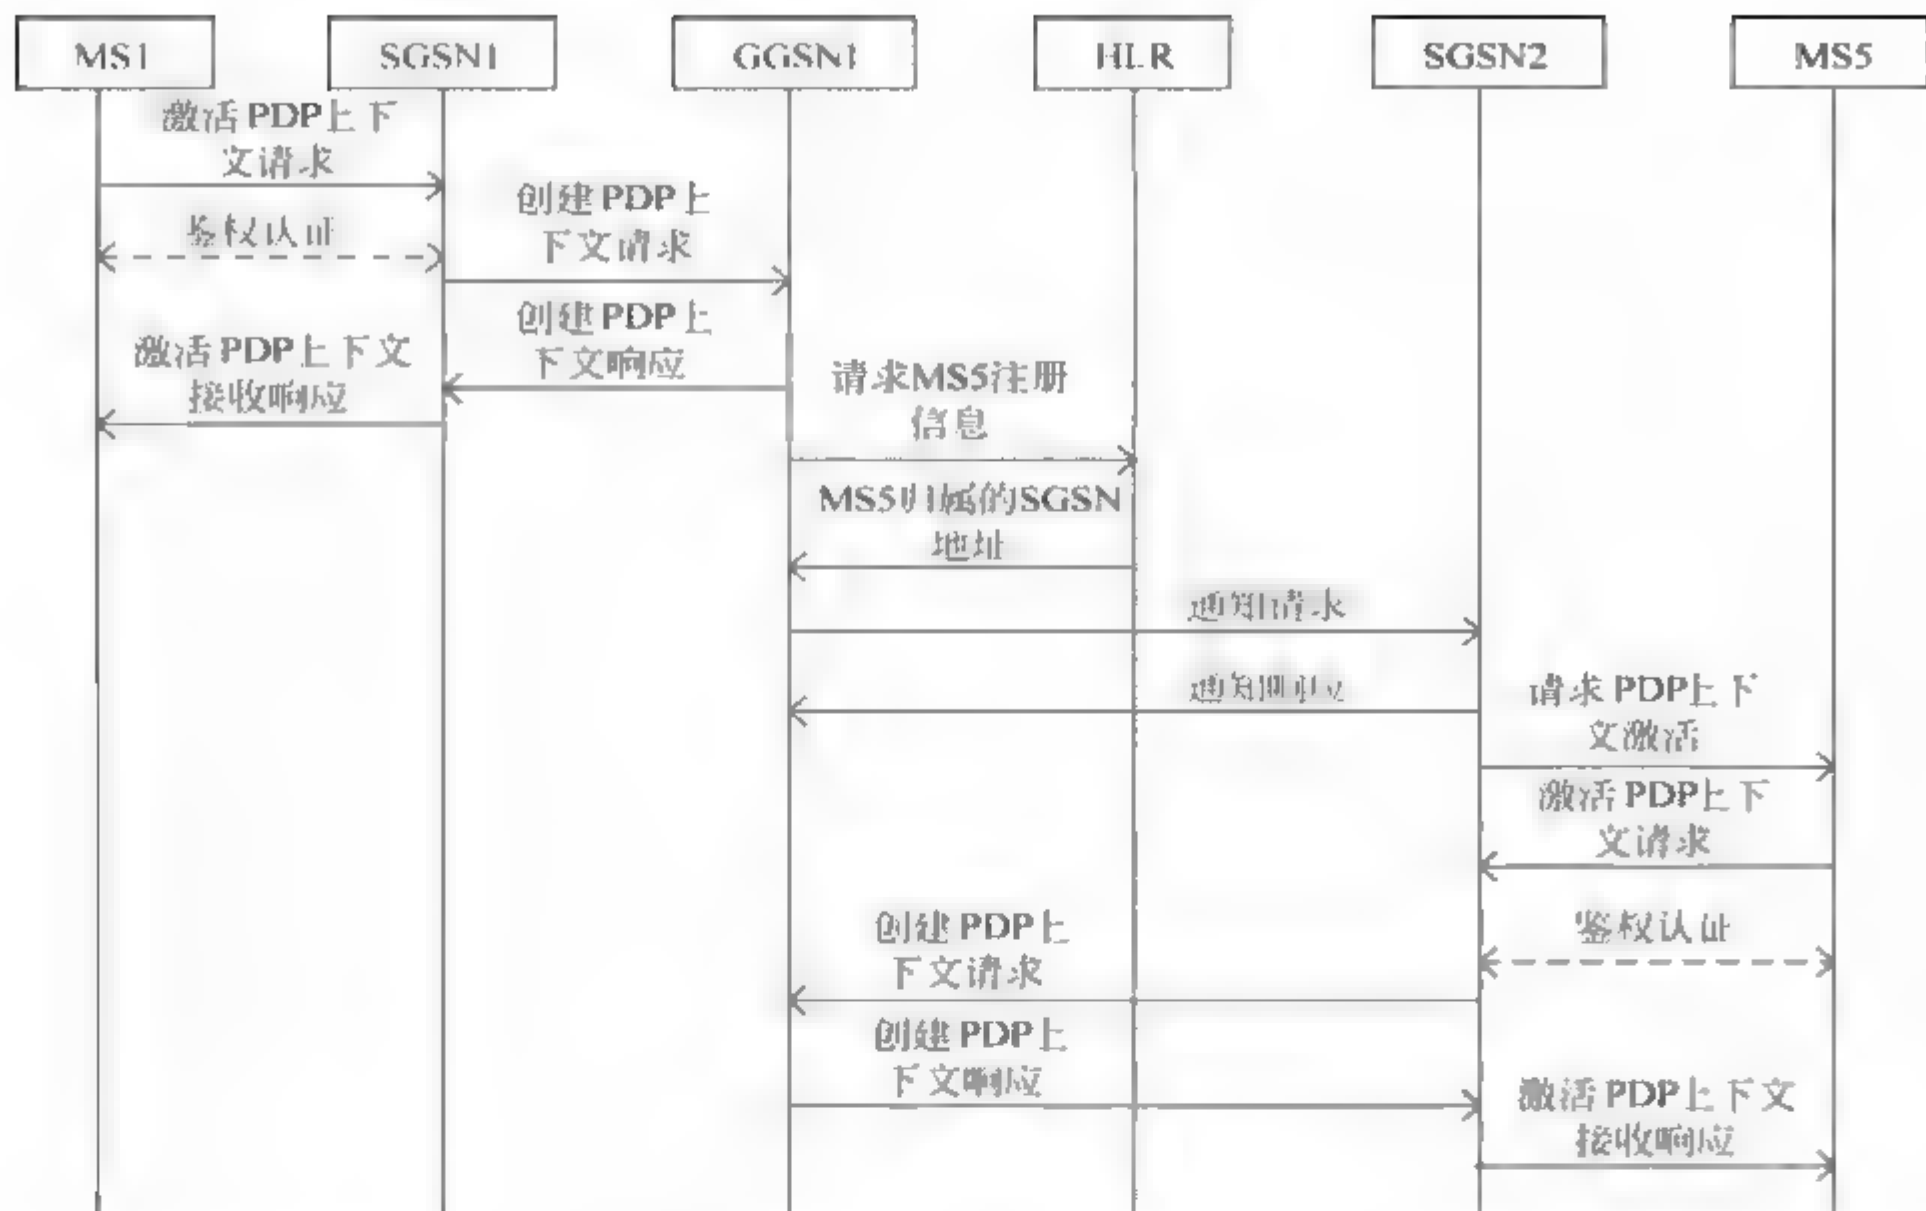 MS1
SGSN1
GGSN1
HLR
SGSN2
MS5
激活 PDP上下
文请求
鉴权认证
创建 PDP上
下文请求
创建 PDP上
下文响应
激活 PDP上下文
接收响应
请求MS5注册
信息
MS5归属的SGSN
地址
通知请求
通知响应
请求 PDP上下
文激活
激活 PDP上下
文请求
鉴权认证
创建 PDP上
下文请求
创建 PDP上
下文响应
激活 PDP上下文
接收响应